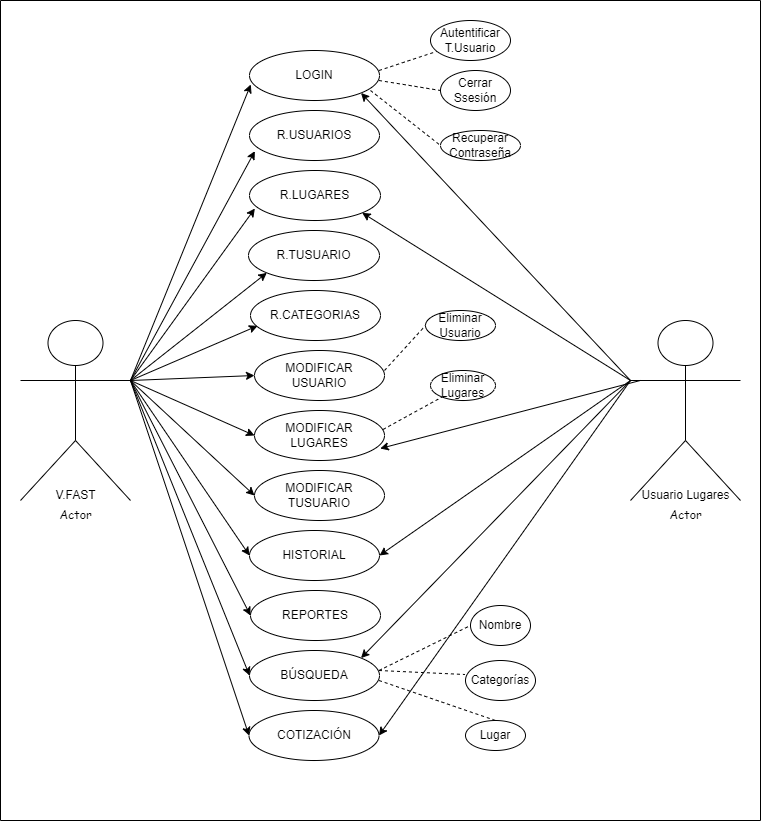 Autentificar
T.Usuario
LOGIN
Cerrar
Ssesión
R.USUARIOS
Recuperar
Contraseña
R.LUGARES
R.TUSUARIO
R.CATEGORIAS
Eliminar
Usuario
MODIFICAR
USUARIO
Eliminar
Lugares
MODIFICAR
LUGARES
MODIFICAR
TUSUARIO
V.FAST
Actor
Usuario Lugares
Actor
HISTORIAL
REPORTES
Nombre
BÚSQUEDA
Categorías
COTIZACIÓN
Lugar